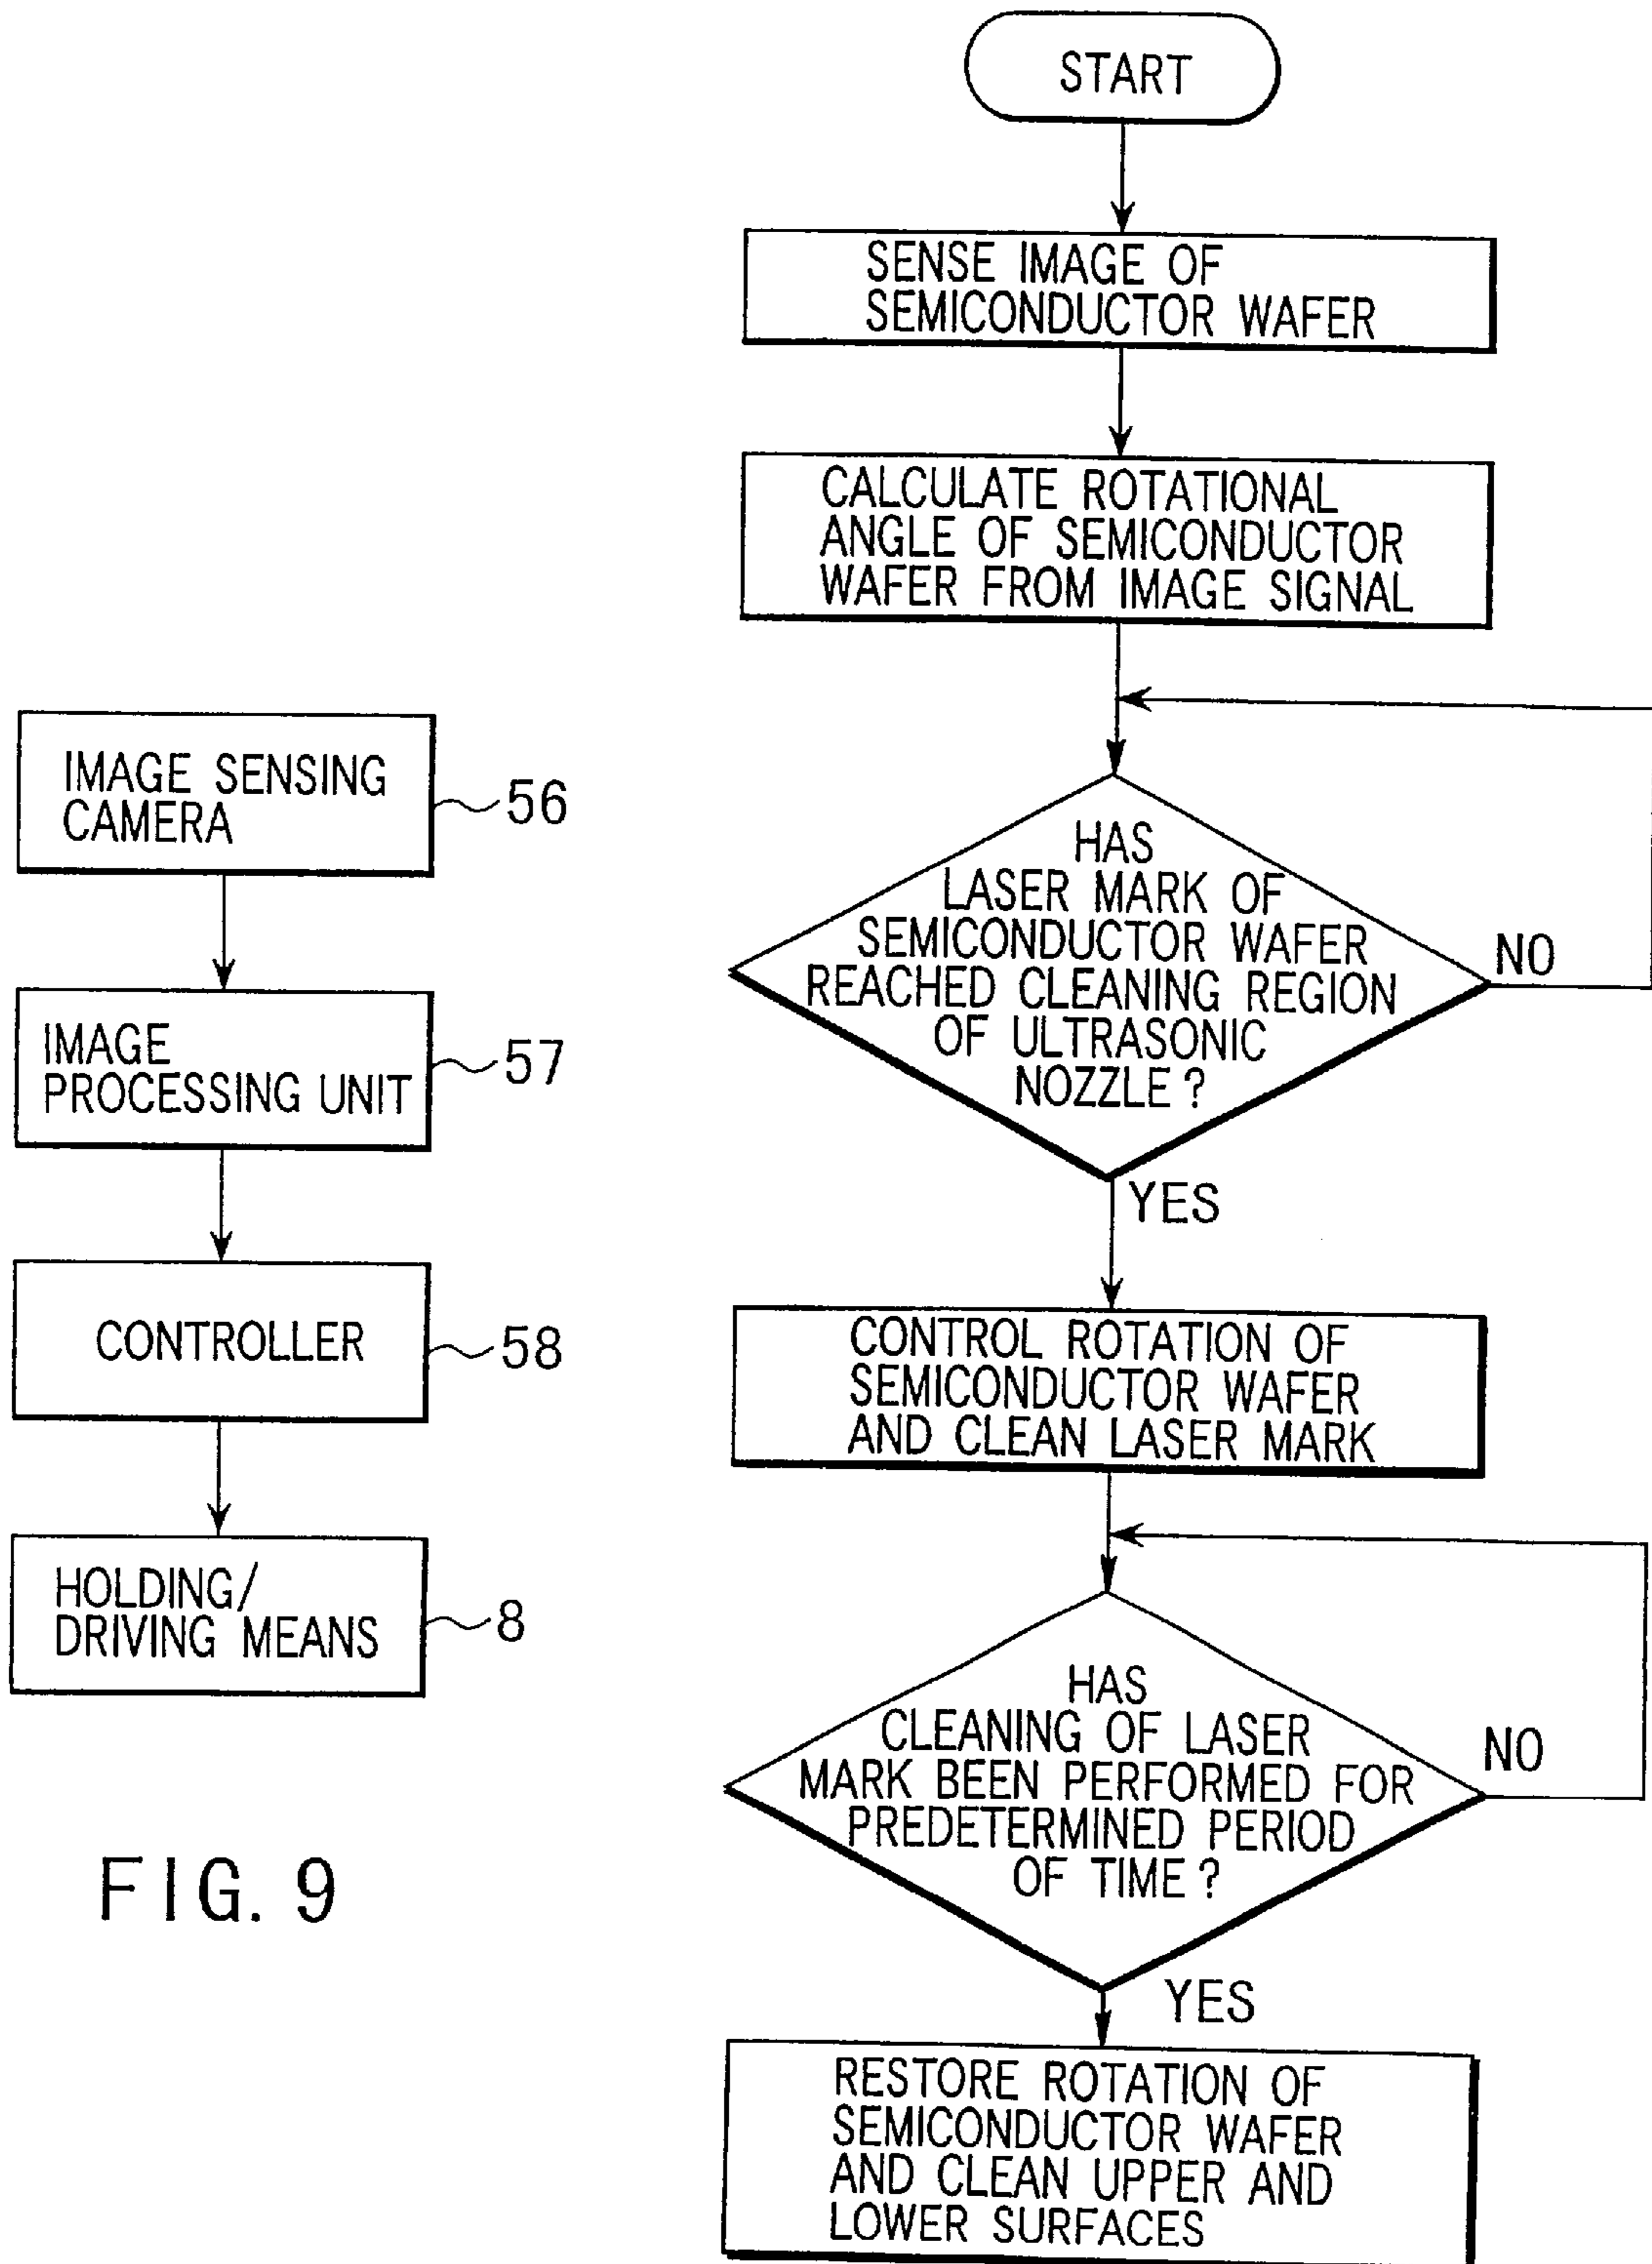 IMAGE SENSING
CAMERA
56
IMAGE
PROCESSING UNIT
57
CONTROLLER
58
HOLDING/
DRIVING MEANS
8
FIG. 9
START
SENSE IMAGE OF
SEMICONDUCTOR WAFER
CALCULATE ROTATIONAL
ANGLE OF SEMICONDUCTOR
WAFER FROM IMAGE SIGNAL
HAS
LASER MARK OF
SEMICONDUCTOR WAFER
REACHED CLEANING REGION
OF ULTRASONIC
NOZZLE?
NO
YES
CONTROL ROTATION OF
SEMICONDUCTOR WAFER
AND CLEAN LASER MARK
HAS
CLEANING OF LASER
MARK BEEN PERFORMED FOR
PREDETERMINED PERIOD
OF TIME?
NO
YES
RESTORE ROTATION OF
SEMICONDUCTOR WAFER
AND CLEAN UPPER AND
LOWER SURFACES